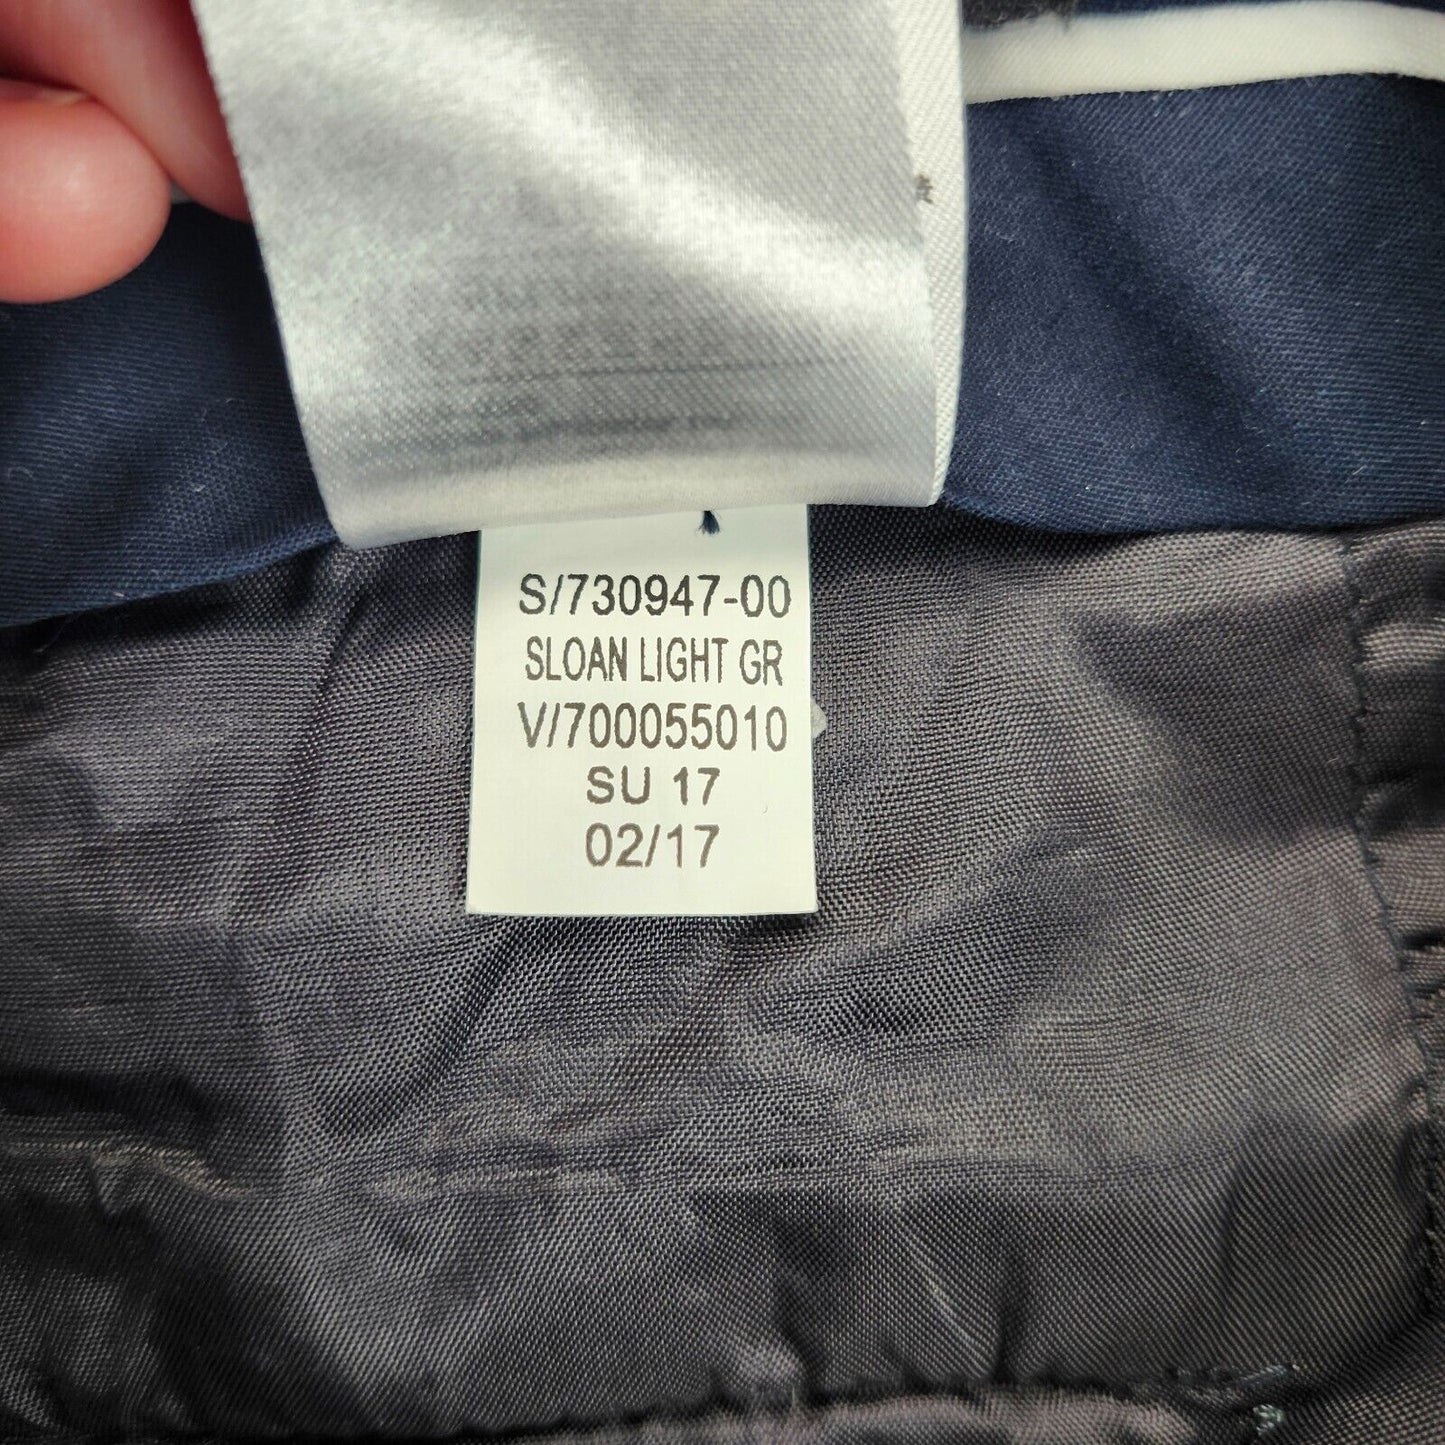 S/730947-00
SLOAN LIGHT GR
V/700055010
SU 17
02/17